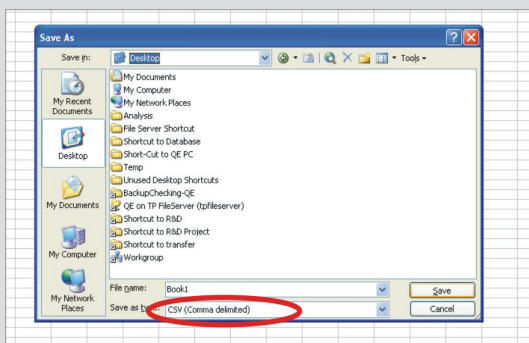 Save As
Save in:
Desktop
Tools
My Recent
Documents
Desktop
My Documents
My Computer
My Network
Places
My Documents
My Computer
My Network Places
Analysis
File Server Shortcut
Shortcut to Database
Short-Cut to QE PC
Temp
Unused Desktop Shortcuts
BackupChecking-QE
QE on TP FileServer (tpfileserver)
Shortcut to R&D
Shortcut to R&D Project
Shortcut to transfer
Workgroup
File name:
Book1
Save
Save as type:
CSV (Comma delimited)
Cancel